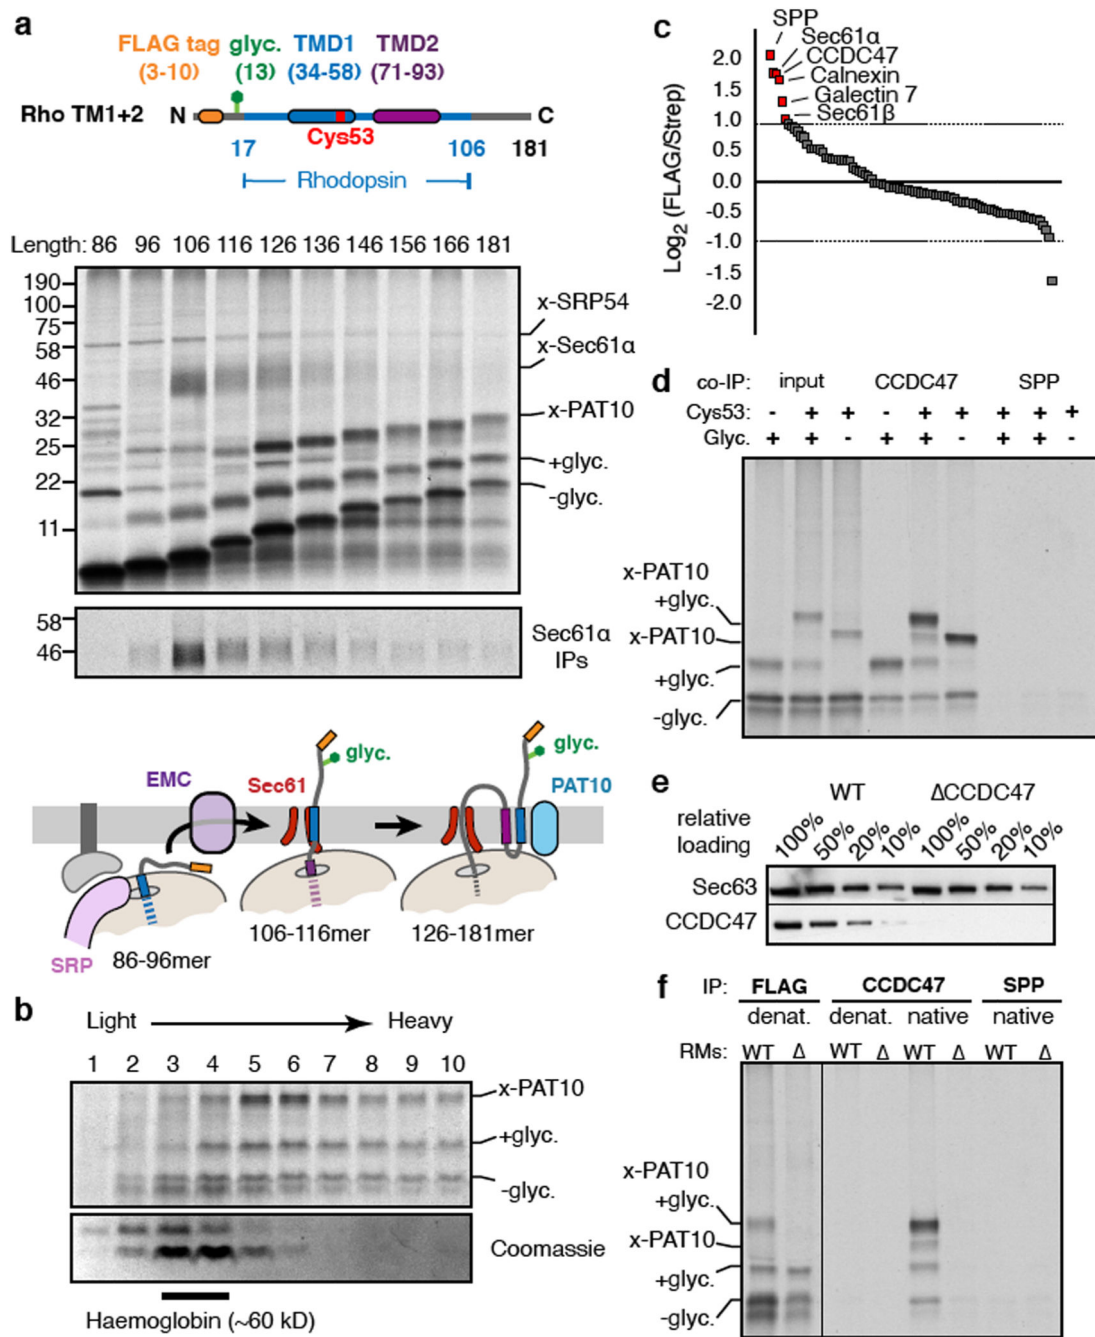 a
FLAG tag glyc. TMD1 TMD2
(3-10) (13) (34-58) (71-93)
Rho TM1+2 N C
Cys53
17 106 181
Rhodopsin
Length: 86 96 106 116 126 136 146 156 166 181
190
100
75
58
46
32
25
22
11
x-SRP54
x-Sec61α
x-PAT10
+glyc.
-glyc.
58
46
Sec61α
IPs
glyc. glyc.
EMC Sec61 PAT10
SRP
86-96mer 106-116mer 126-181mer
b
Light Heavy
1 2 3 4 5 6 7 8 9 10
x-PAT10
+glyc.
-glyc.
Coomassie
Haemoglobin (~60 kD)
c
SPP
Sec61α
CCDC47
Calnexin
Galectin 7
Sec61β
2.0
1.5
1.0
0.5
0.0
-0.5
-1.0
-1.5
-2.0
Log2 (FLAG/Strep)
d
co-IP: input CCDC47 SPP
Cys53: - + + - + + + + +
Glyc. + + - + + - + + -
x-PAT10
+glyc.
x-PAT10
+glyc.
-glyc.
e
WT ΔCCDC47
relative
loading
100% 50% 20% 10% 100% 50% 20% 10%
Sec63
CCDC47
f
IP: FLAG CCDC47 SPP
denat. denat. native native
RMs: WT Δ WT Δ WT Δ WT Δ
x-PAT10
+glyc.
x-PAT10
+glyc.
-glyc.